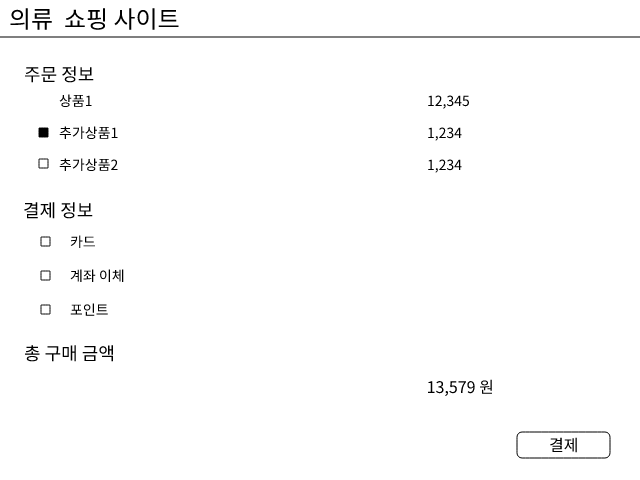 의류 쇼핑 사이트
주문 정보
상품1 12,345
추가상품1 1,234
추가상품2 1,234
결제 정보
카드
계좌 이체
포인트
총 구매 금액
13,579 원
결제